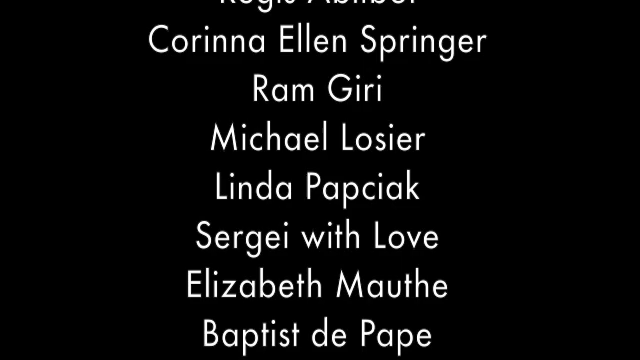 Corinna Ellen Springer
Ram Giri
Michael Losier
Linda Papciak
Sergei with Love
Elizabeth Mauthe
Baptist de Pape